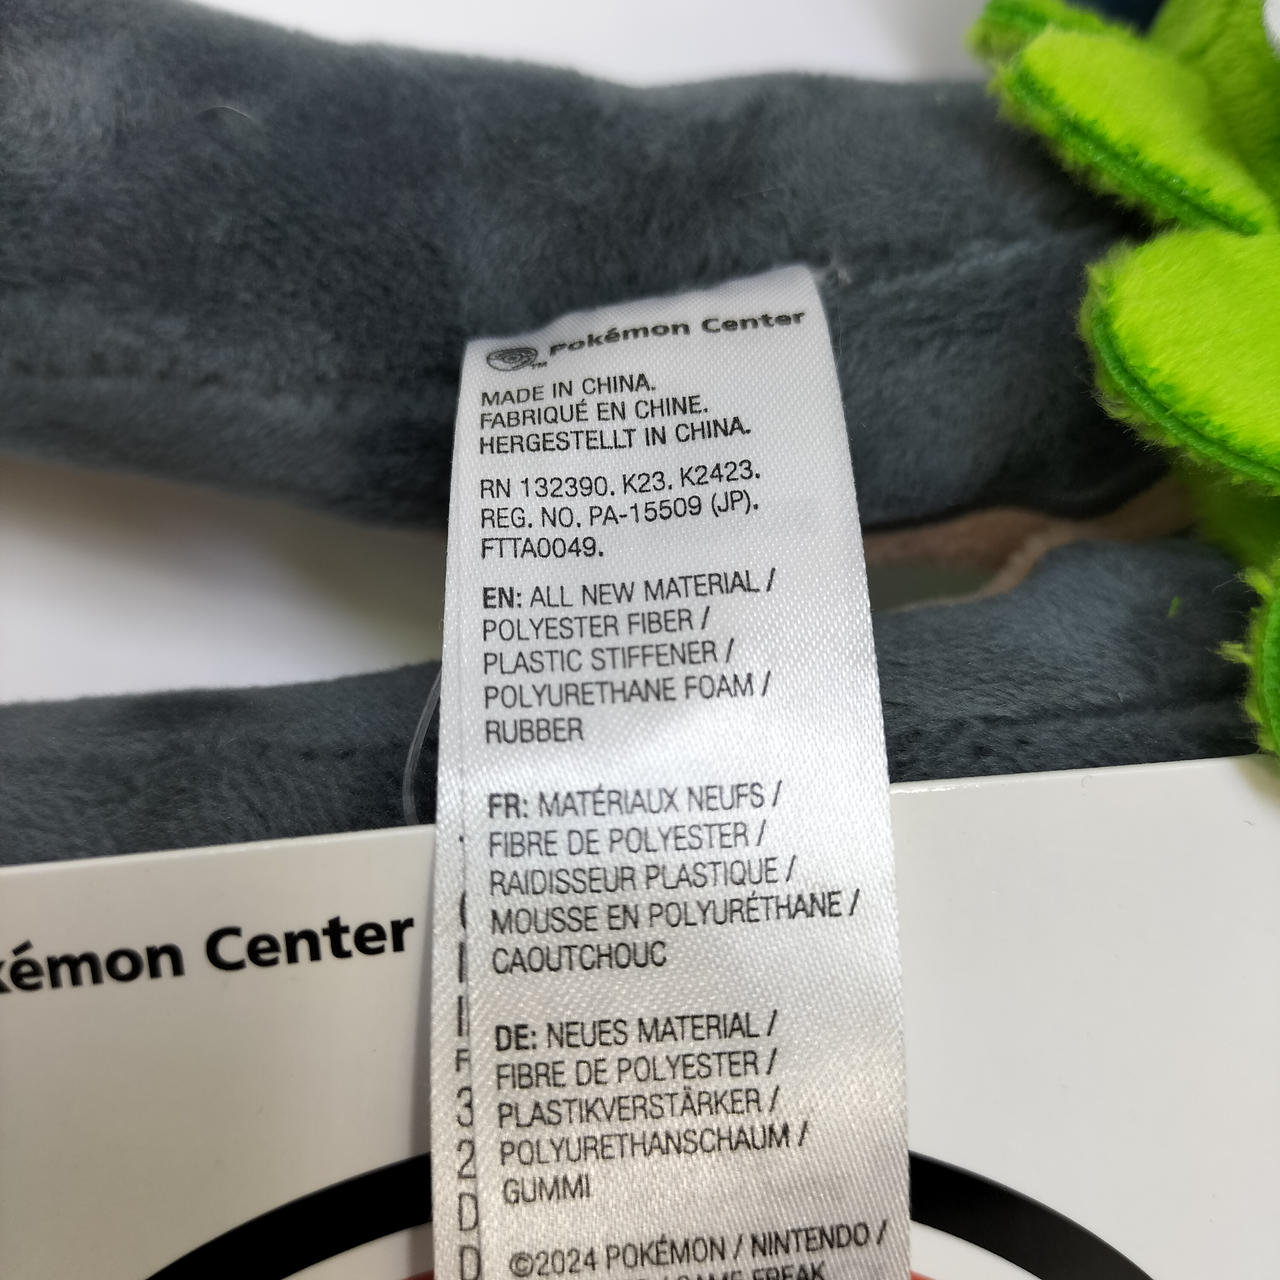 Pokémon Center
MADE IN CHINA.
FABRIQUÉ EN CHINE.
HERGESTELLT IN CHINA.
RN 132390. K23. K2423.
REG. NO. PA-15509 (JP).
FTTA0049.
EN: ALL NEW MATERIAL /
POLYESTER FIBER /
PLASTIC STIFFENER /
POLYURETHANE FOAM /
RUBBER
FR: MATÉRIAUX NEUFS /
FIBRE DE POLYESTER /
RAIDISSEUR PLASTIQUE /
MOUSSE EN POLYURÉTHANE /
CAOUTCHOUC
DE: NEUES MATERIAL /
FIBRE DE POLYESTER /
PLASTIKVERSTÄRKER /
POLYURETHANSCHAUM /
GUMMI
©2024 POKÉMON / NINTENDO /
/ GAME FREAK
kémon Center